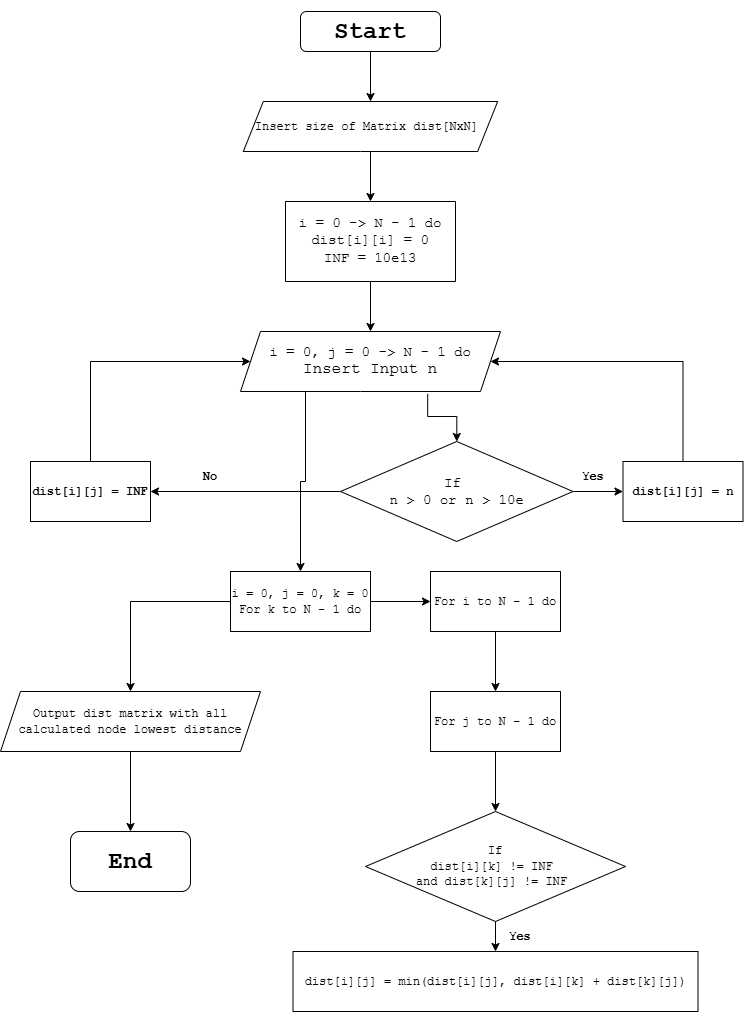 Start
Insert size of Matrix dist[NxN]
i = 0 -> N - 1 do
dist[i][i] = 0
INF = 10e13
i = 0, j = 0 -> N - 1 do
Insert Input n
If
n > 0 or n > 10e
No
Yes
dist[i][j] = INF
dist[i][j] = n
i = 0, j = 0, k = 0
For k to N - 1 do
For i to N - 1 do
Output dist matrix with all
calculated node lowest distance
For j to N - 1 do
End
If
dist[i][k] != INF
and dist[k][j] != INF
Yes
dist[i][j] = min(dist[i][j], dist[i][k] + dist[k][j])